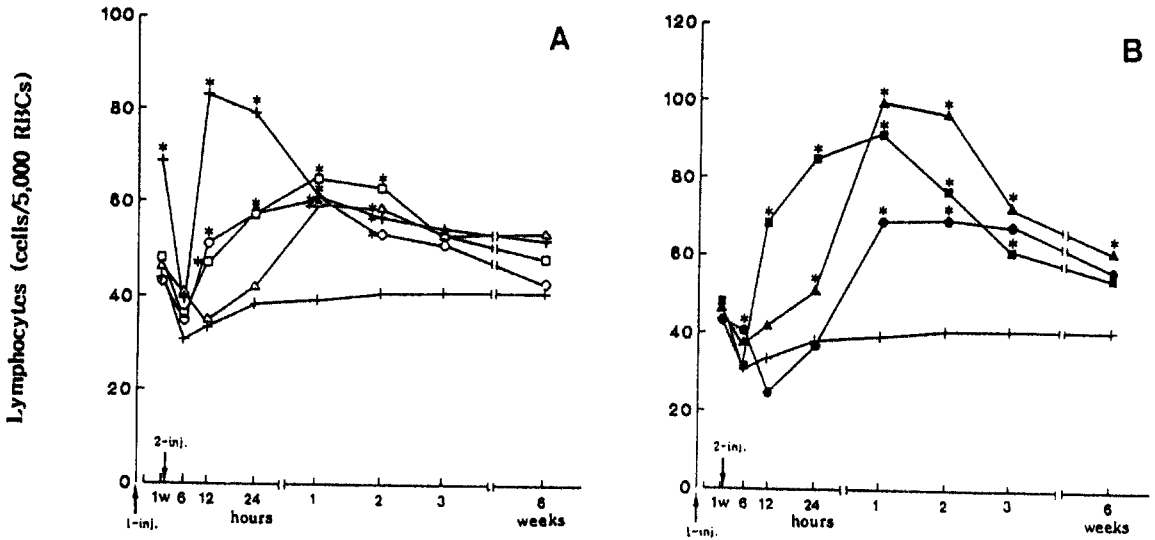 Lymphocytes (cells/5,000 RBCs)
A
100
80
60
40
20
0
2-inj.
1w 6 12 24 1 2 3 6
1-inj.
hours
weeks
B
120
100
80
60
40
20
0
2-inj.
1w 6 12 24 1 2 3 6
1-inj.
hours
weeks